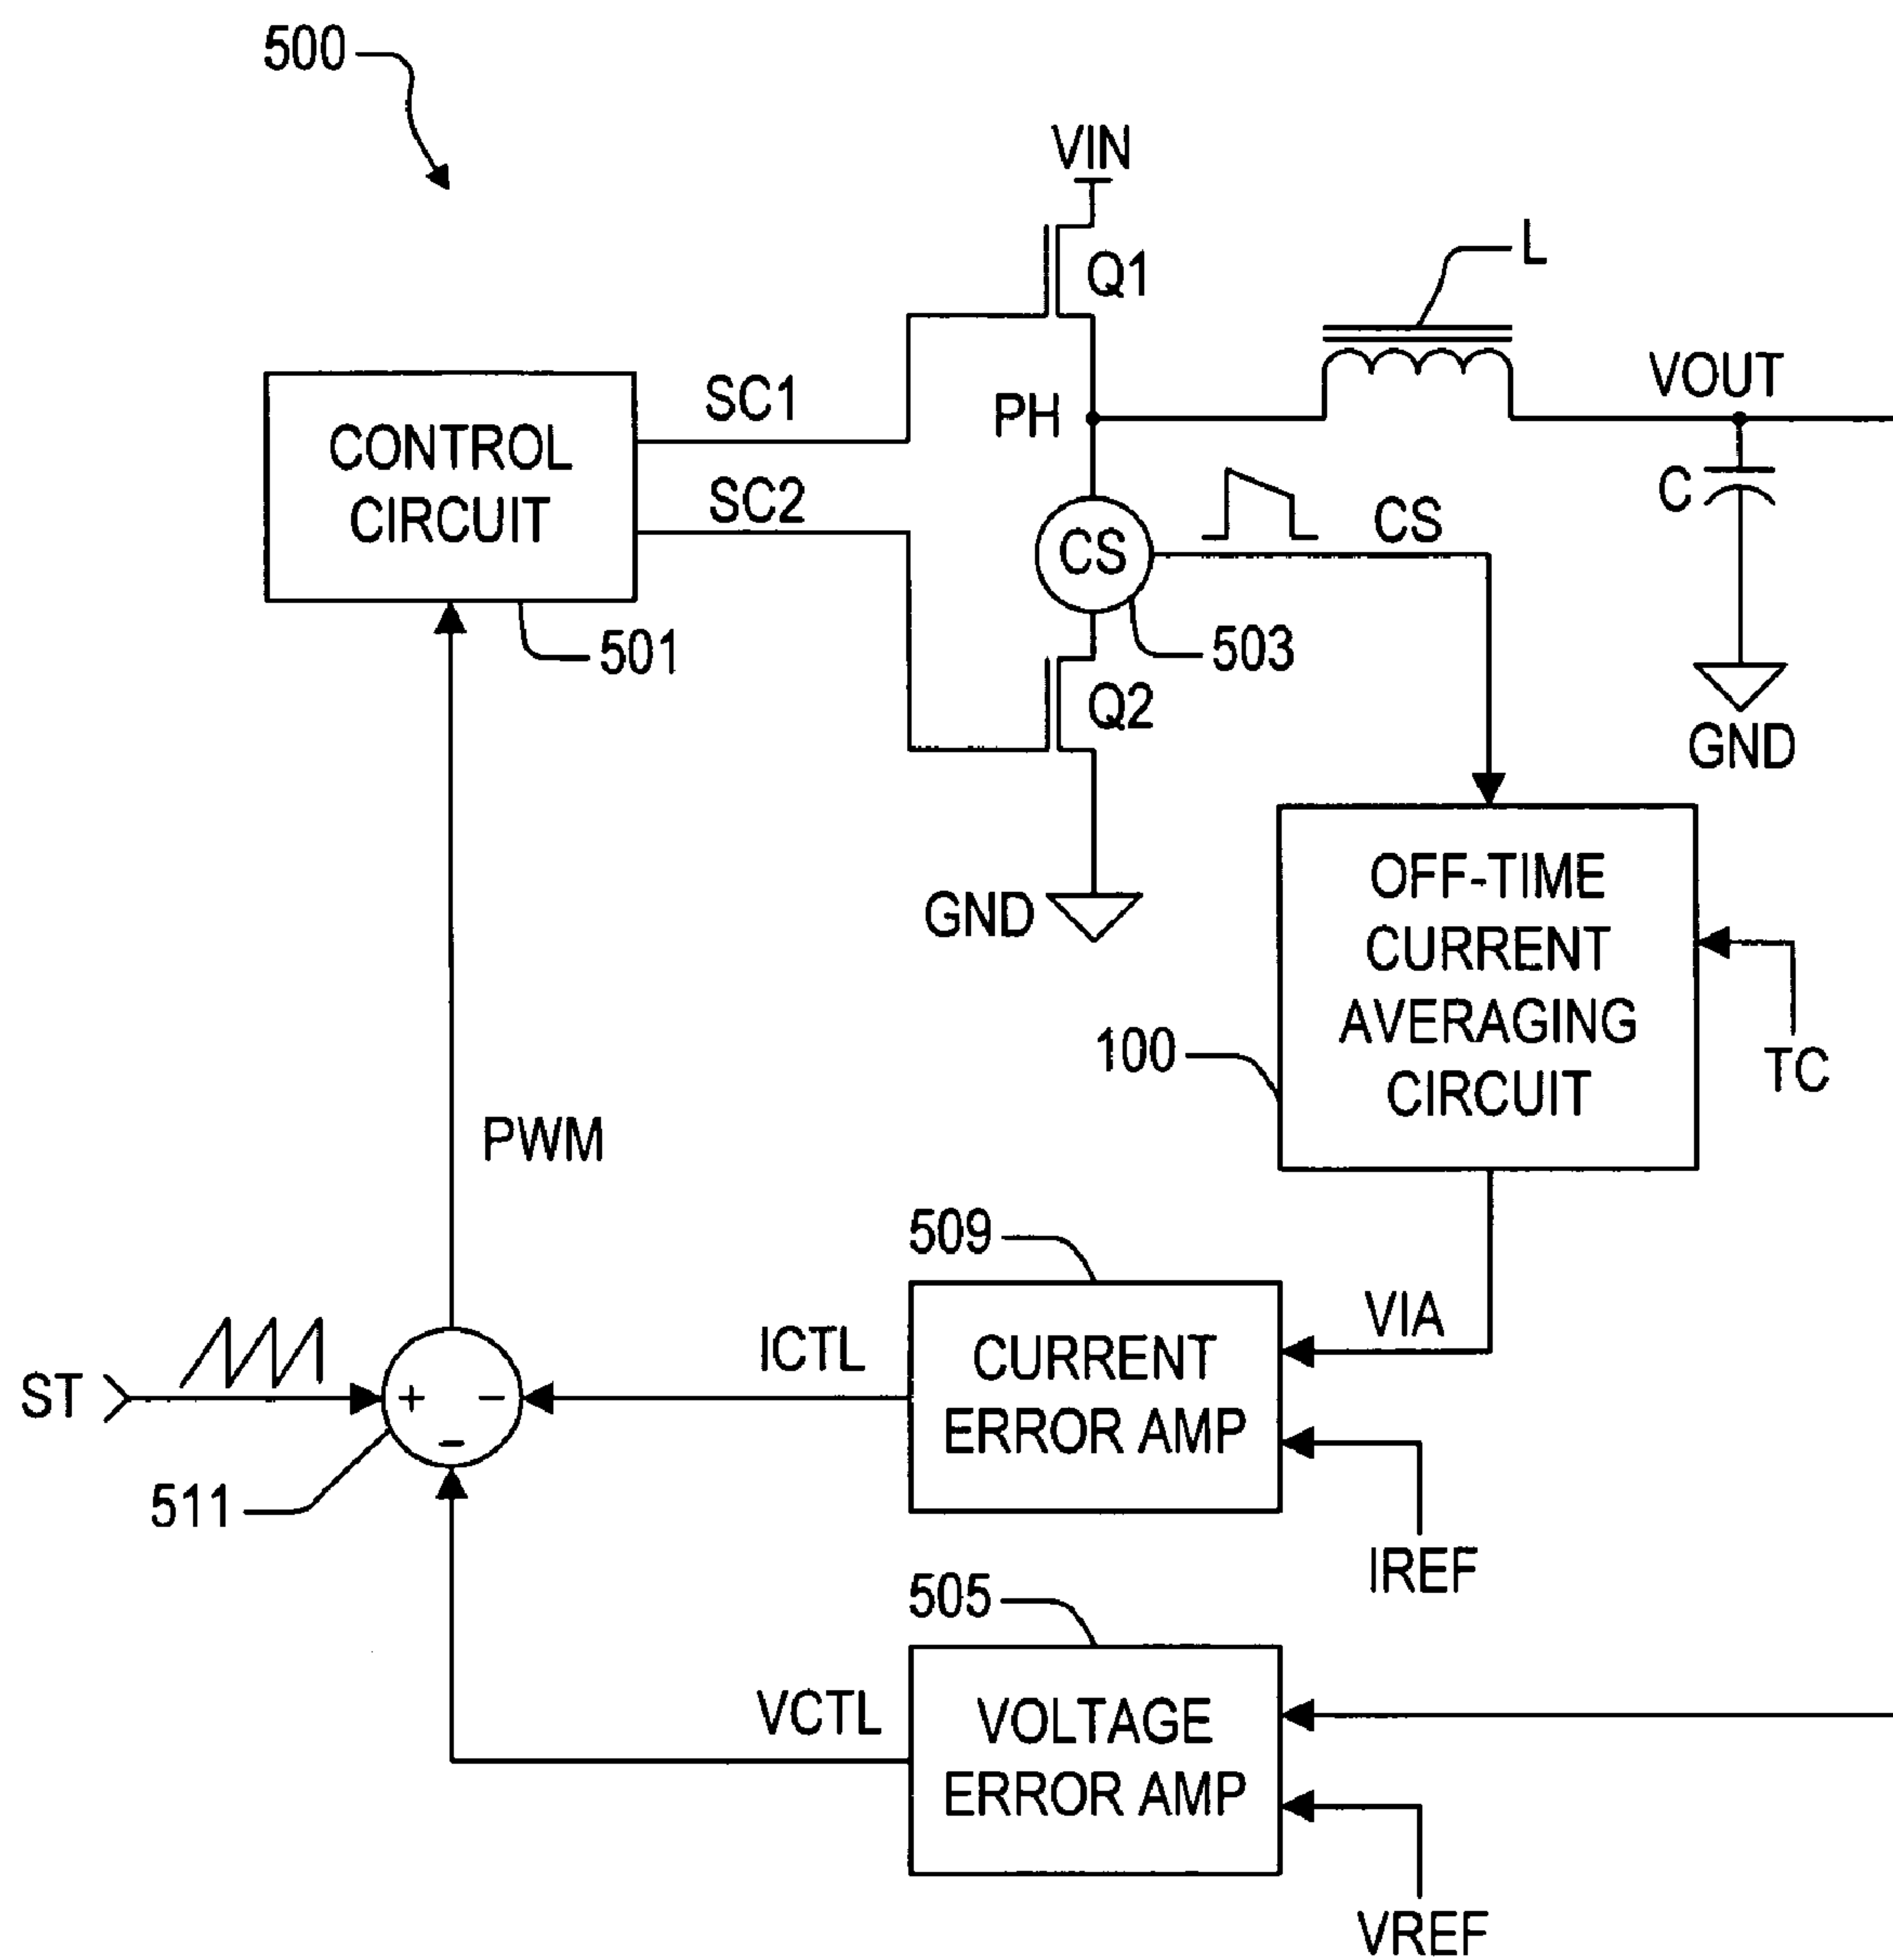 500
VIN
Q1
L
SC1
PH
VOUT
CONTROL
CIRCUIT
SC2
C
CS
CS
501
503
Q2
GND
GND
OFF-TIME
CURRENT
AVERAGING
CIRCUIT
100
TC
PWM
509
VIA
ICTL
CURRENT
ERROR AMP
ST
+
-
-
511
IREF
505
VCTL
VOLTAGE
ERROR AMP
VREF